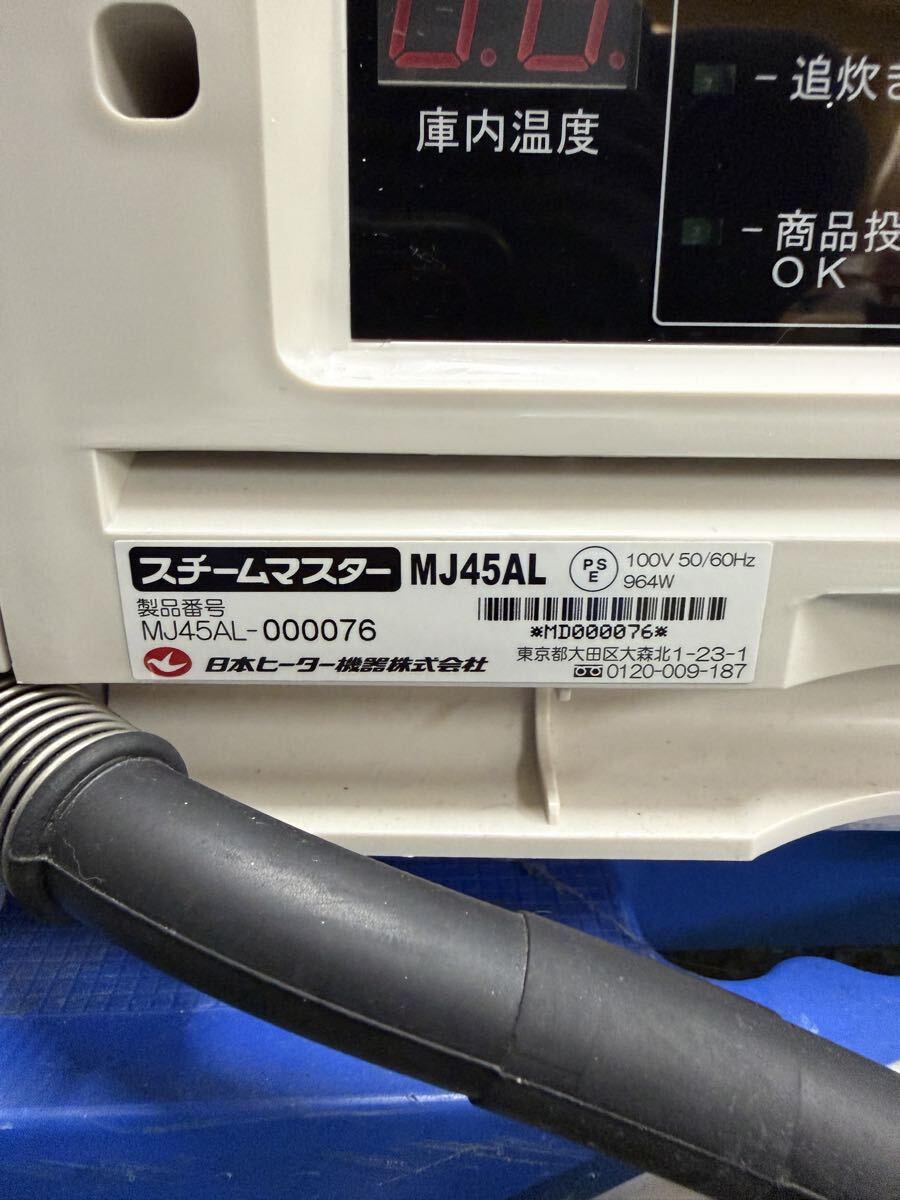 庫内温度
-追炊ま
-商品投
OK
スチームマスター MJ45AL PSE 100V 50/60Hz
964W
製品番号
MJ45AL-000076
*MD000076*
日本ヒーター機器株式会社
東京都大田区大森北1-23-1
0120-009-187